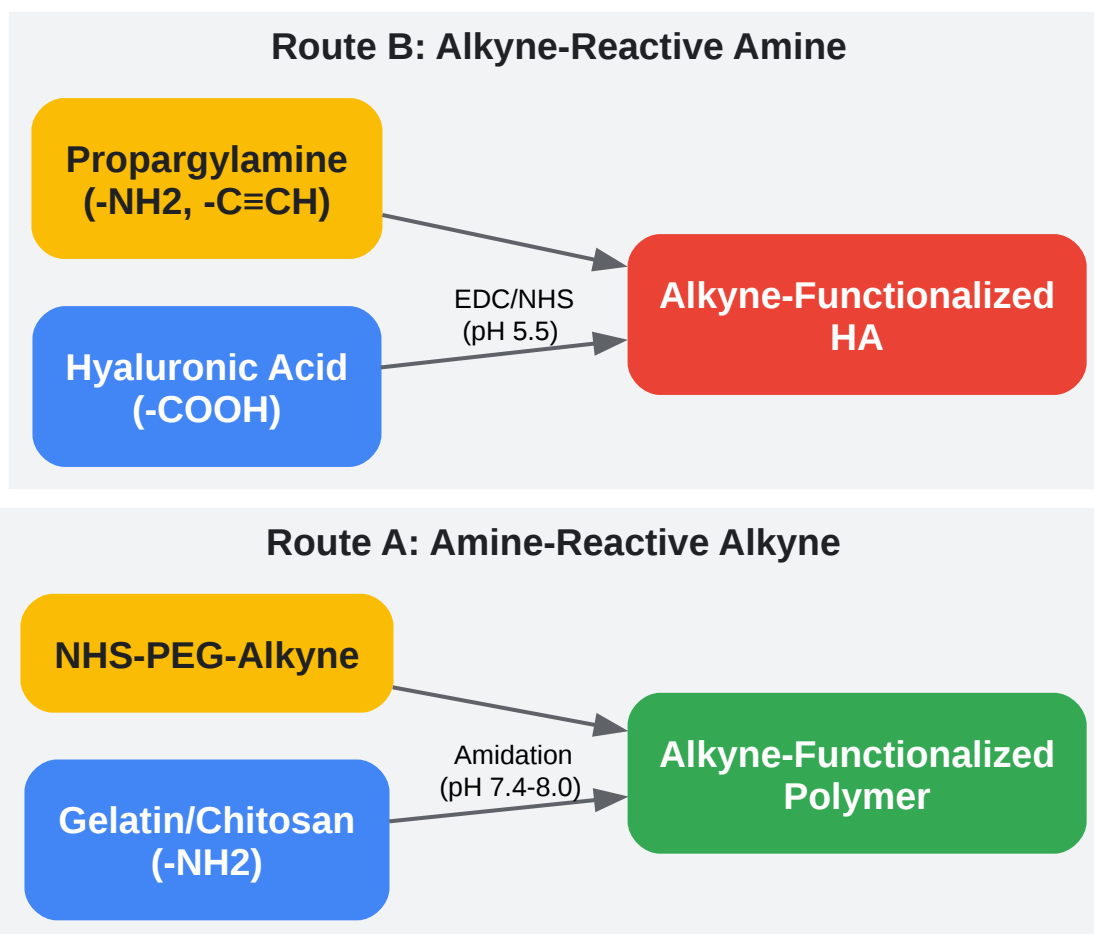 Route B: Alkyne-Reactive Amine
Propargylamine
(-NH2, -C≡CH)
EDC/NHS
(pH 5.5)
Hyaluronic Acid
(-COOH)
Alkyne-Functionalized
HA
Route A: Amine-Reactive Alkyne
NHS-PEG-Alkyne
Amidation
(pH 7.4-8.0)
Gelatin/Chitosan
(-NH2)
Alkyne-Functionalized
Polymer